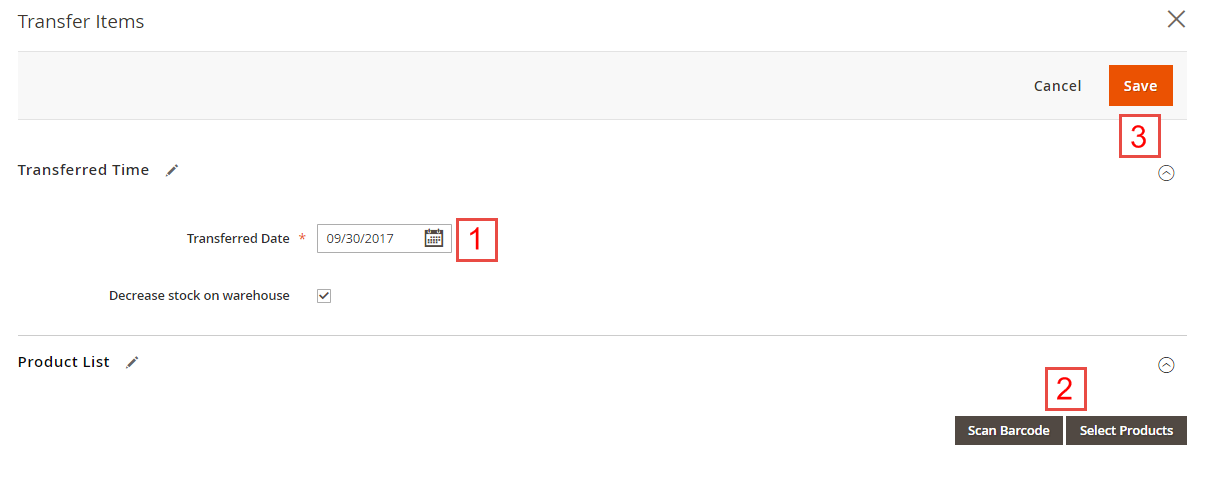 Transfer Items
Cancel Save
3
Transferred Time
Transferred Date * 09/30/2017 1
Decrease stock on warehouse
Product List
2
Scan Barcode Select Products